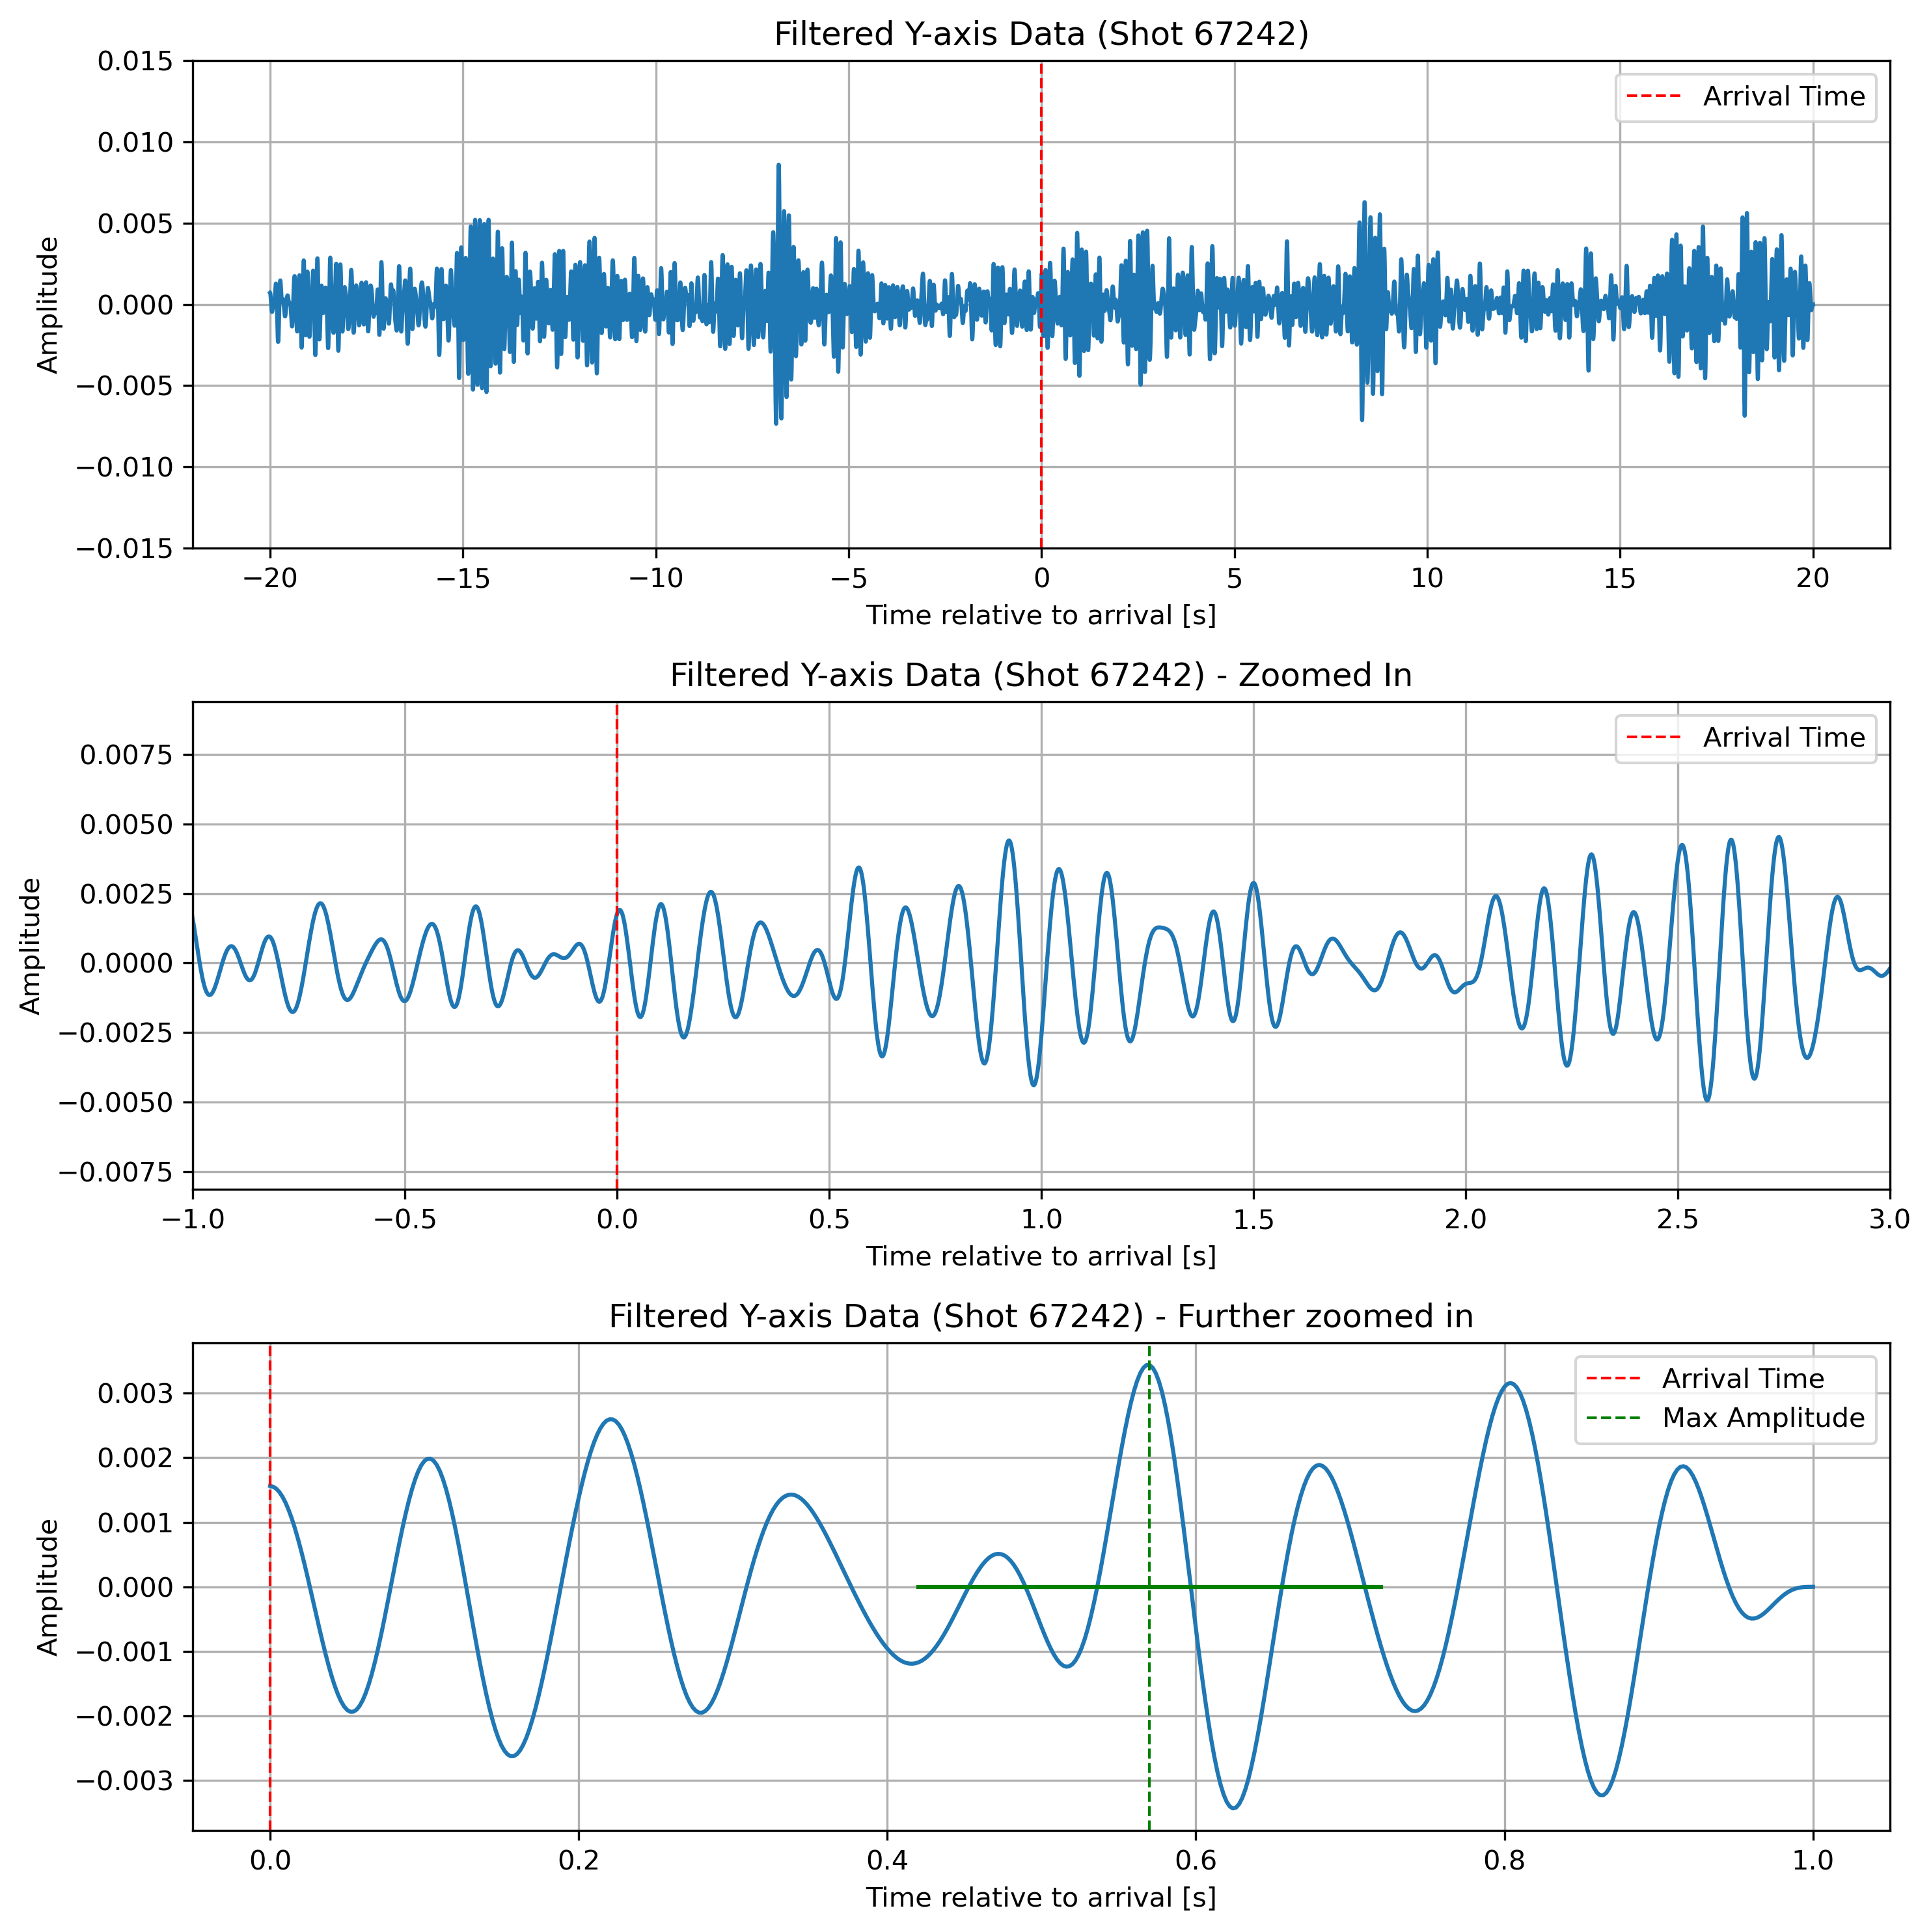 Filtered Y-axis Data (Shot 67242)
0.015
0.010
0.005
0.000
−0.005
−0.010
−0.015
Amplitude
Arrival Time
−20 −15 −10 −5 0 5 10 15 20
Time relative to arrival [s]
Filtered Y-axis Data (Shot 67242) - Zoomed In
0.0075
0.0050
0.0025
0.0000
−0.0025
−0.0050
−0.0075
Amplitude
Arrival Time
−1.0 −0.5 0.0 0.5 1.0 1.5 2.0 2.5 3.0
Time relative to arrival [s]
Filtered Y-axis Data (Shot 67242) - Further zoomed in
0.003
0.002
0.001
0.000
−0.001
−0.002
−0.003
Amplitude
Arrival Time
Max Amplitude
0.0 0.2 0.4 0.6 0.8 1.0
Time relative to arrival [s]